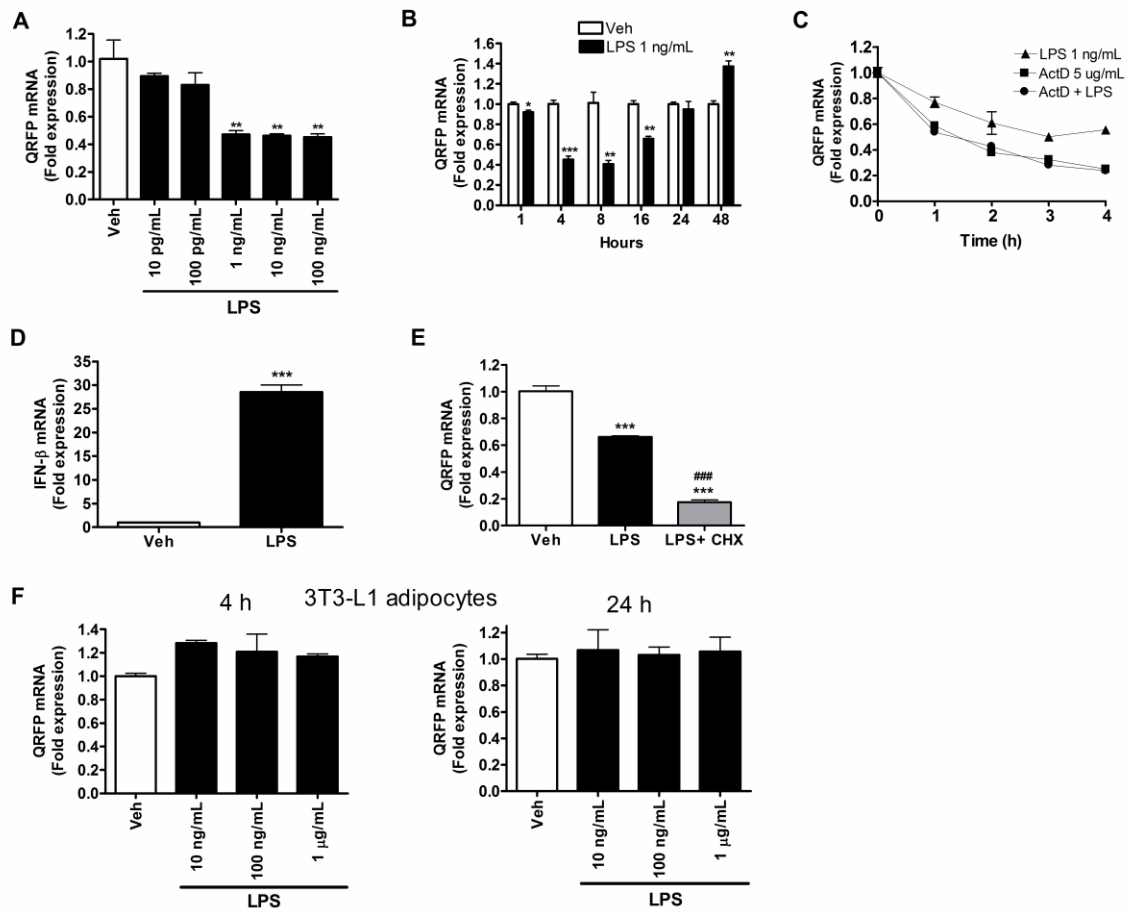 A
QRFP mRNA
(Fold expression)
1.2
1.0
0.8
0.6
0.4
0.2
0.0
**
**
**
Veh
10 pg/mL
100 pg/mL
1 ng/mL
10 ng/mL
100 ng/mL
LPS
B
Veh
LPS 1 ng/mL
QRFP mRNA
(Fold expression)
1.6
1.4
1.2
1.0
0.8
0.6
0.4
0.2
0.0
*
***
**
**
**
1 4 8 16 24 48
Hours
C
LPS 1 ng/mL
ActD 5 ug/mL
ActD + LPS
QRFP mRNA
(Fold expression)
1.2
1.0
0.8
0.6
0.4
0.2
0.0
0 1 2 3 4
Time (h)
D
IFN-β mRNA
(Fold expression)
35
30
25
20
15
10
5
0
***
Veh LPS
E
QRFP mRNA
(Fold expression)
1.2
1.0
0.8
0.6
0.4
0.2
0.0
***
###
***
Veh LPS LPS+ CHX
F
3T3-L1 adipocytes
4 h
QRFP mRNA
(Fold expression)
1.4
1.2
1.0
0.8
0.6
0.4
0.2
0.0
Veh
10 ng/mL
100 ng/mL
1 µg/mL
LPS
24 h
QRFP mRNA
(Fold expression)
1.2
1.0
0.8
0.6
0.4
0.2
0.0
Veh
10 ng/mL
100 ng/mL
1 µg/mL
LPS